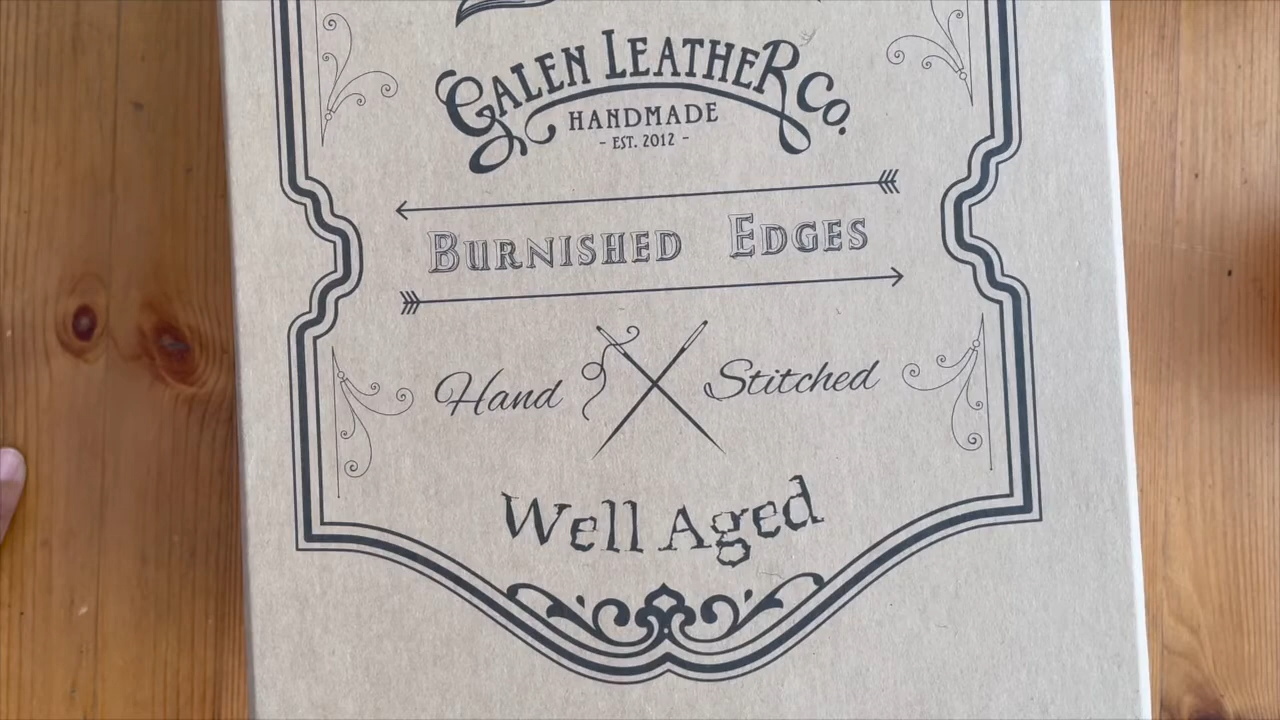 GALEN LEATHER CO.
HANDMADE
- EST. 2012 -
BURNISHED EDGES
Hand Stitched
Well Aged